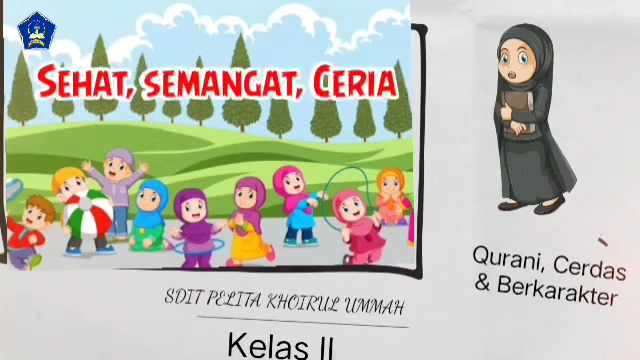 SEHAT, SEMANGAT, CERIA
Qurani, Cerdas
& Berkarakter
SDIT PELITA KHOIRUL UMMAH
Kelas II